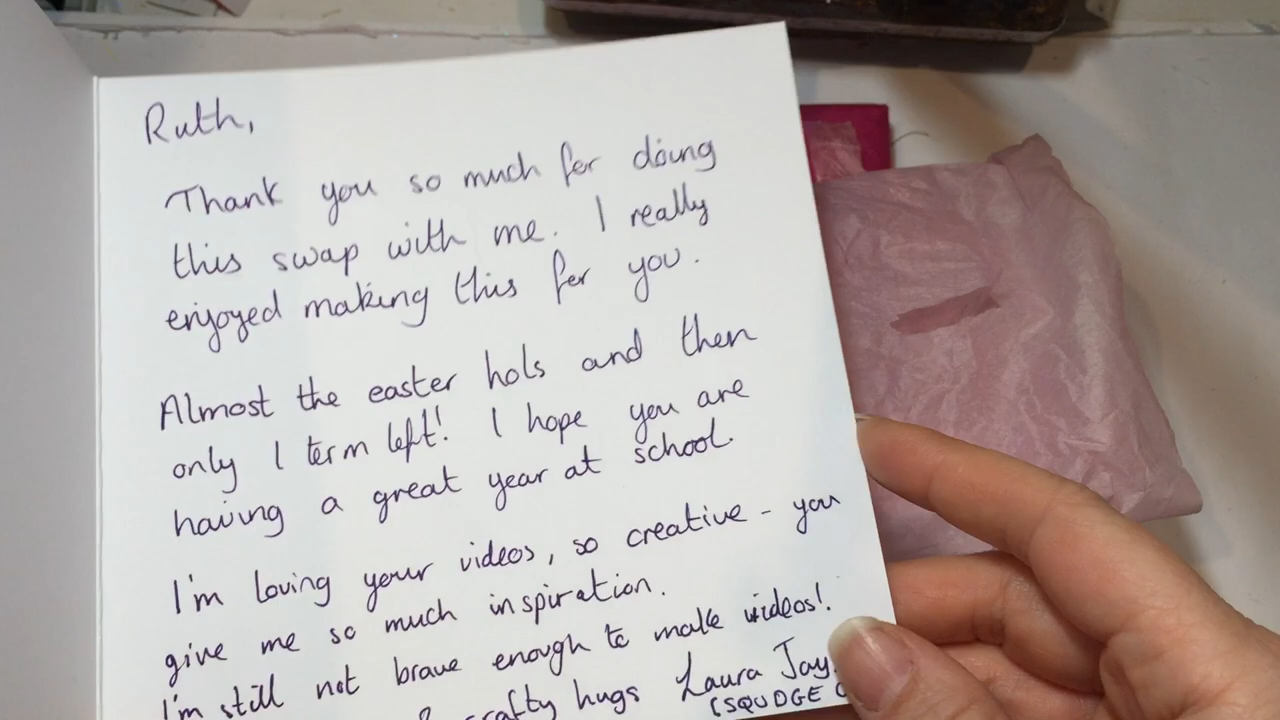 Ruth,
Thank you so much for doing
this swap with me. I really
enjoyed making this for you.
Almost the easter hols and then
only 1 term left! I hope you are
having a great year at school.
I'm loving your videos, so creative - you
give me so much inspiration.
I'm still not brave enough to make videos!
crafty hugs Laura Jay
(SQUDGE